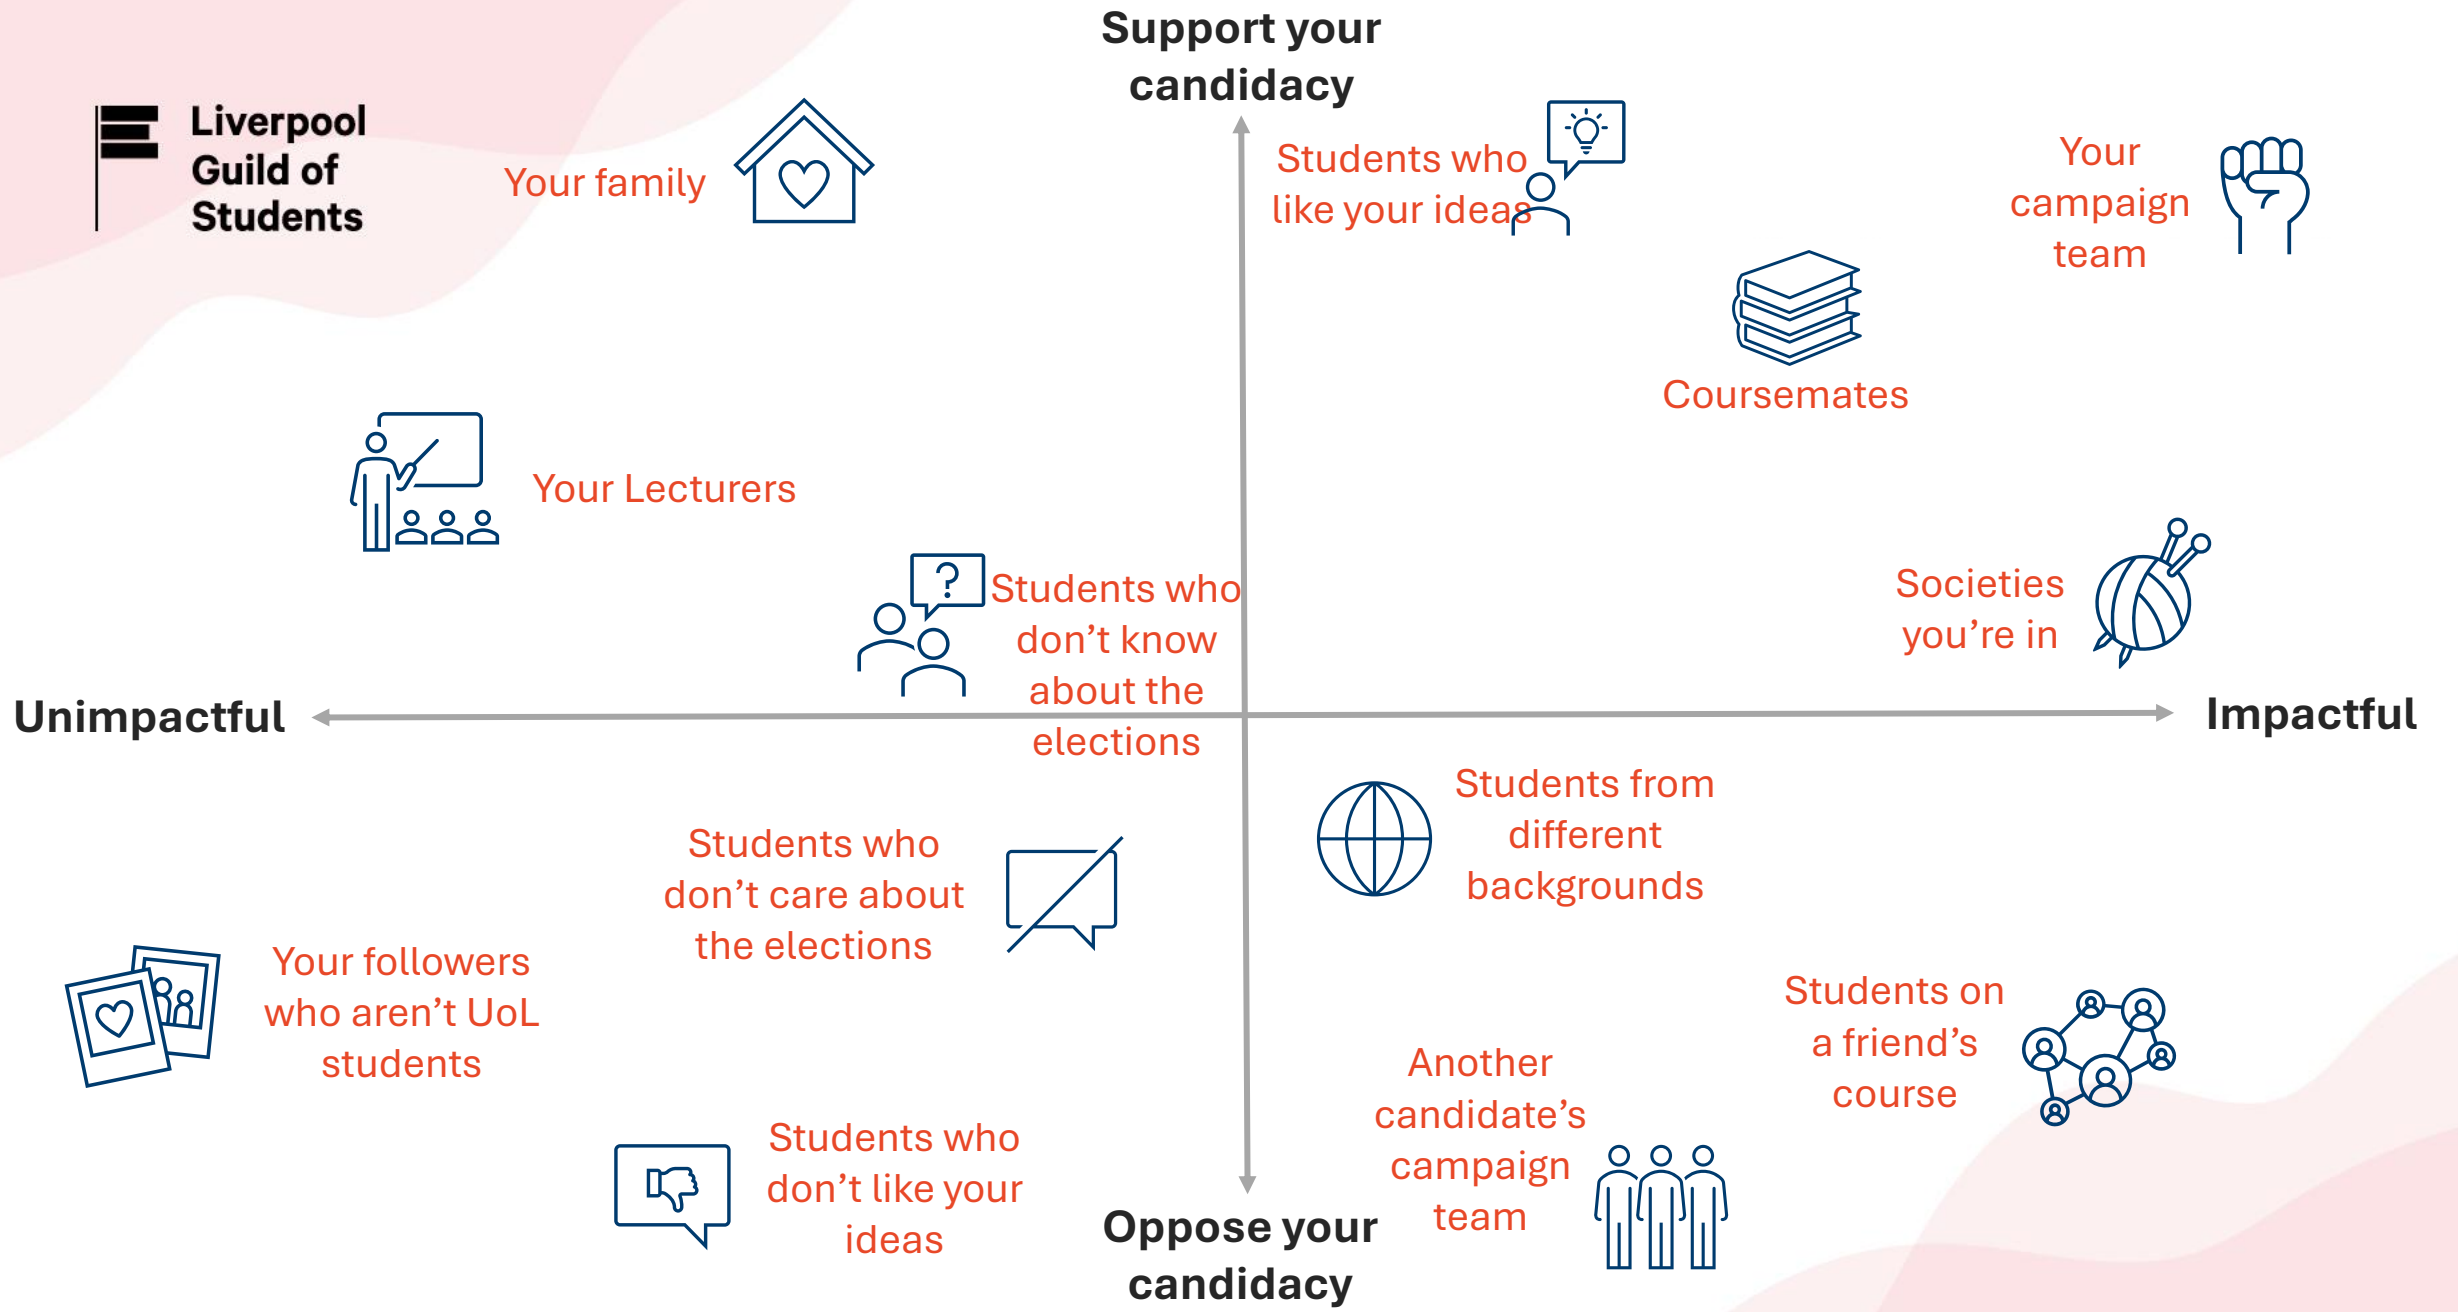 Support your
candidacy
Liverpool
Guild of
Students
Your family
Students who
like your ideas
Your
campaign
team
Coursemates
Your Lecturers
?
Students who
don't know
about the
elections
Societies
you're in
Unimpactful
Impactful
Students from
different
backgrounds
Students who
don't care about
the elections
Your followers
who aren't UoL
students
Students on
a friend's
course
Another
candidate's
campaign
team
Students who
don't like your
ideas
Oppose your
candidacy